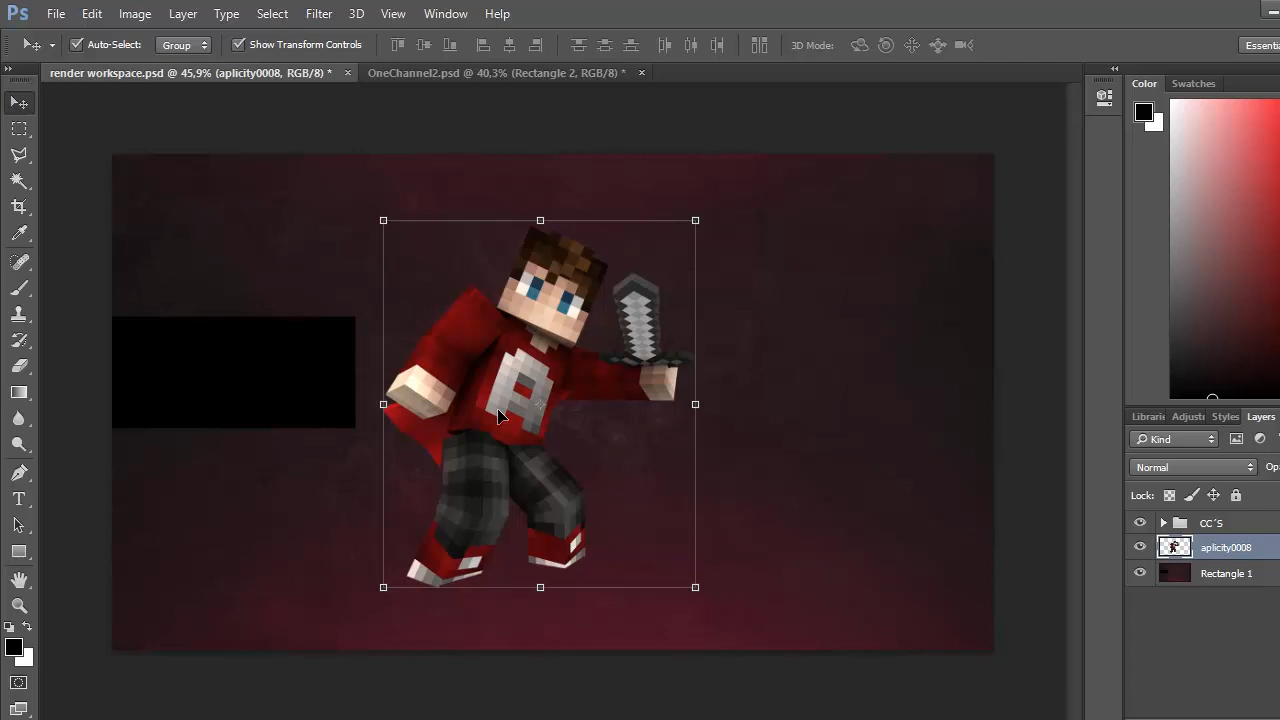 Ps File Edit Image Layer Type Select Filter 3D View Window Help
Auto-Select: Group Show Transform Controls 3D Mode: Essenti
render workspace.psd @ 45,9% (aplicity0008, RGB/8) * × OneChannel2.psd @ 40,3% (Rectangle 2, RGB/8) * ×
Color Swatches
A
Librari Adjustr Styles Layers
Kind
Normal Opa
Lock:
CC´S
aplicity0008
Rectangle 1